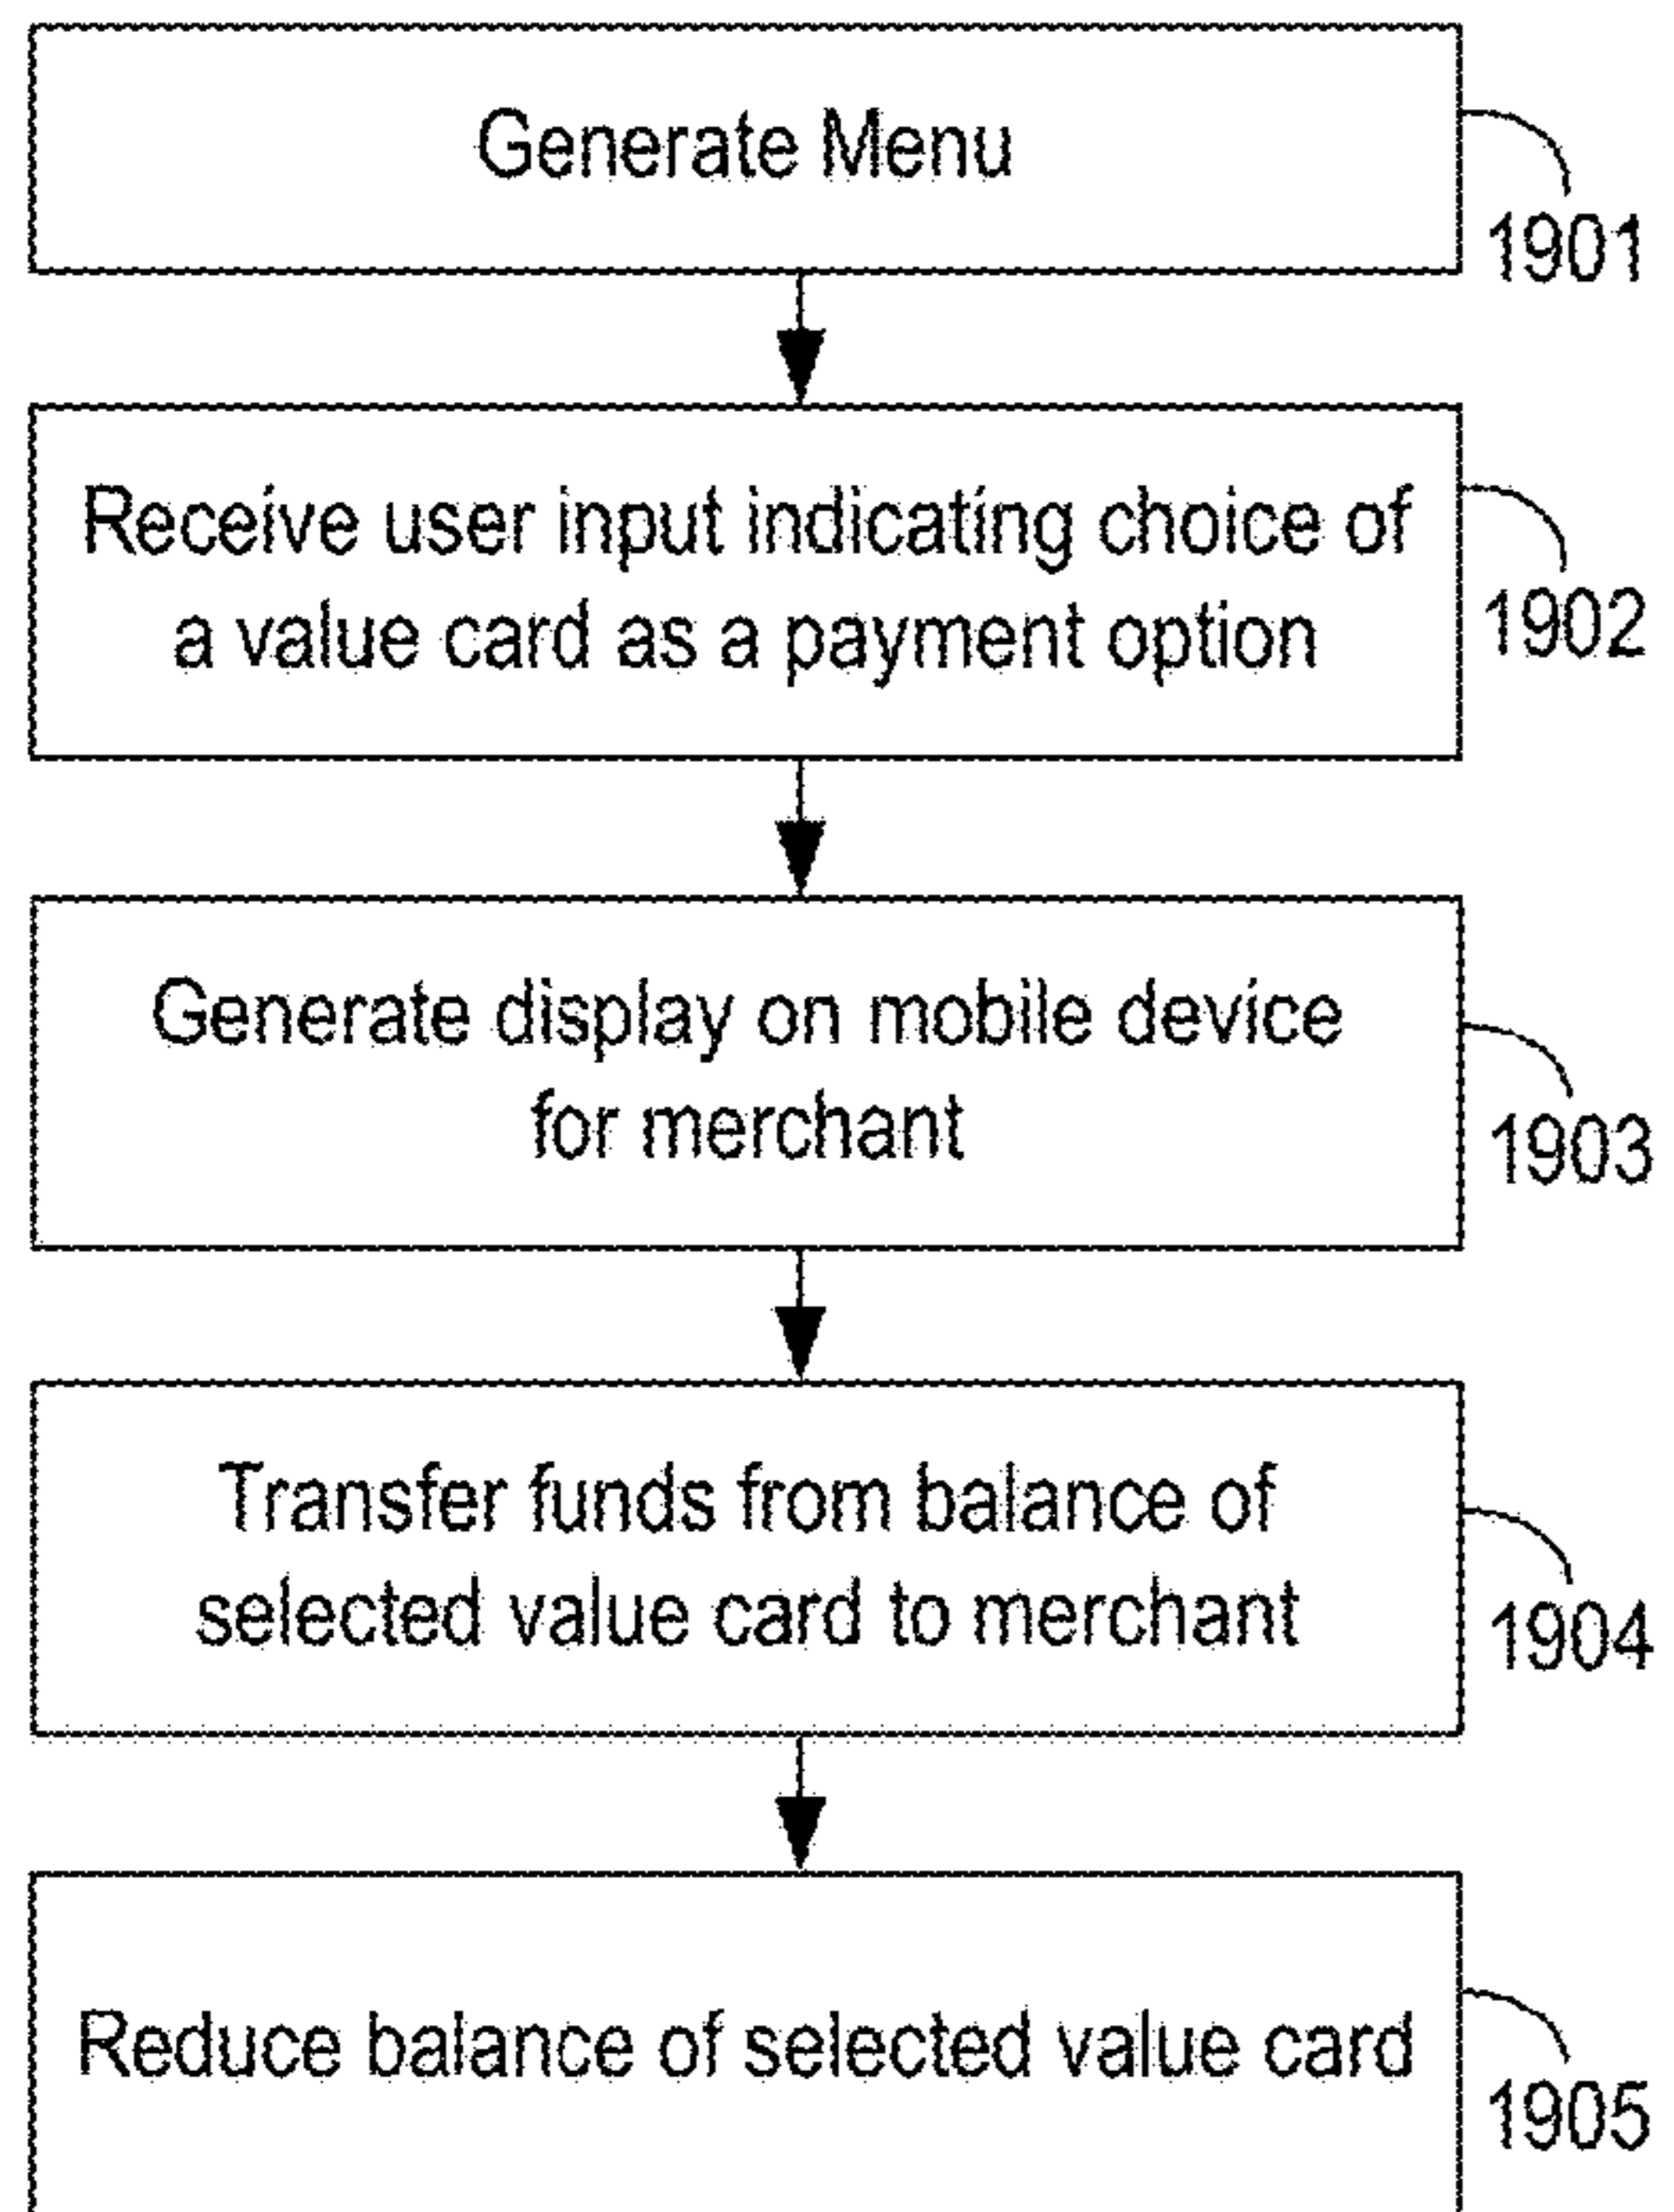 Generate Menu
1901
Receive user input indicating choice of
a value card as a payment option
1902
Generate display on mobile device
for merchant
1903
Transfer funds from balance of
selected value card to merchant
1904
Reduce balance of selected value card
1905